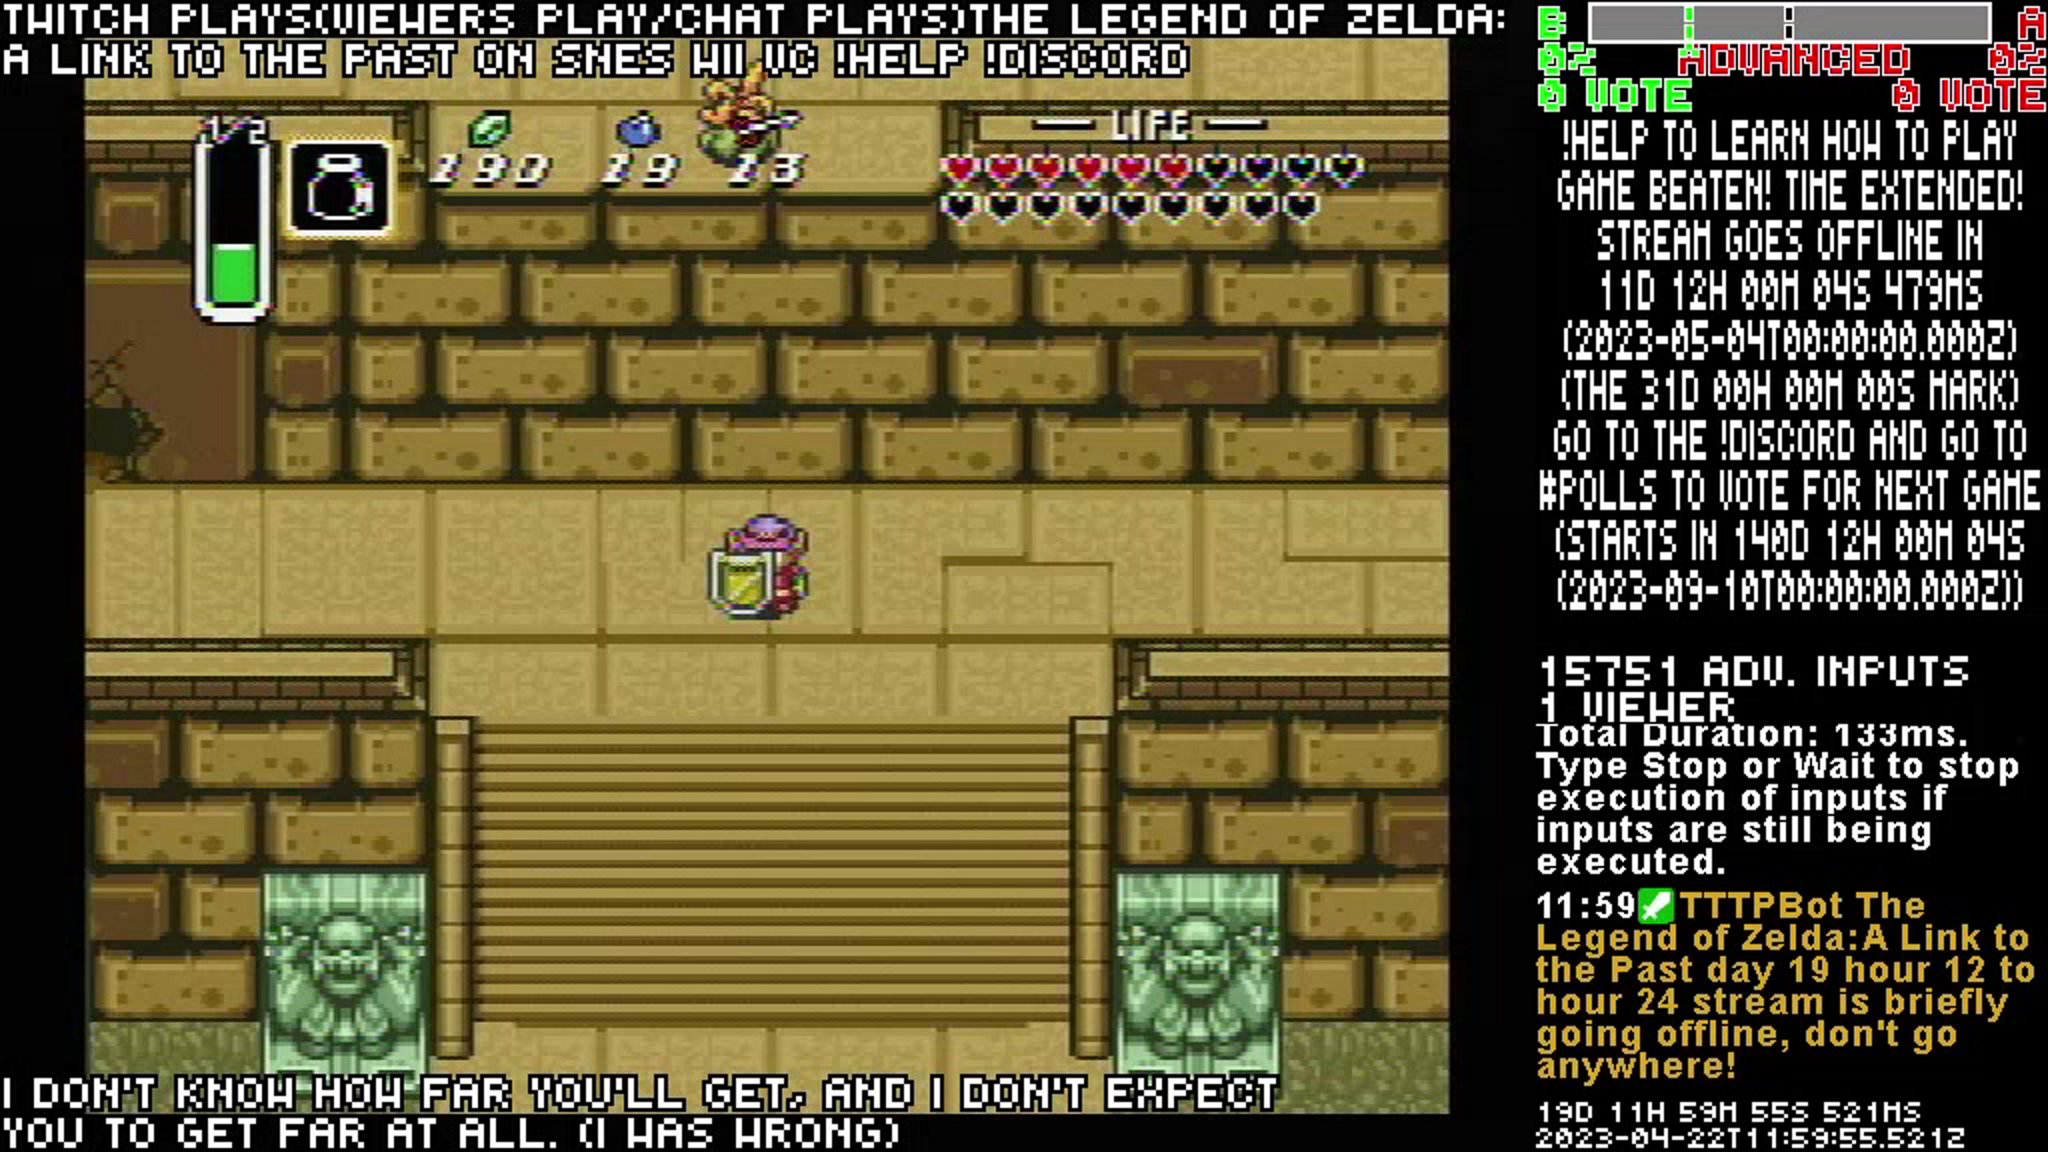 TWITCH PLAYS(VIEWERS PLAY/CHAT PLAYS)THE LEGEND OF ZELDA:
A LINK TO THE PAST ON SNES WII VC !HELP !DISCORD
B A
0% ADVANCED 0%
0 VOTE 0 VOTE
!HELP TO LEARN HOW TO PLAY
GAME BEATEN! TIME EXTENDED!
STREAM GOES OFFLINE IN
11D 12H 00M 04S 479MS
(2023-05-04T00:00:00.000Z)
(THE 31D 00H 00M 00S MARK)
GO TO THE !DISCORD AND GO TO
#POLLS TO VOTE FOR NEXT GAME
(STARTS IN 140D 12H 00M 04S
(2023-09-10T00:00:00.000Z))
1/2
190 19 13
LIFE
15751 ADV. INPUTS
1 VIEWER
Total Duration: 133ms.
Type Stop or Wait to stop
execution of inputs if
inputs are still being
executed.
11:59 TTTPBot The
Legend of Zelda:A Link to
the Past day 19 hour 12 to
hour 24 stream is briefly
going offline, don't go
anywhere!
I DON'T KNOW HOW FAR YOU'LL GET, AND I DON'T EXPECT
YOU TO GET FAR AT ALL. (I WAS WRONG)
19D 11H 59M 55S 521MS
2023-04-22T11:59:55.521Z